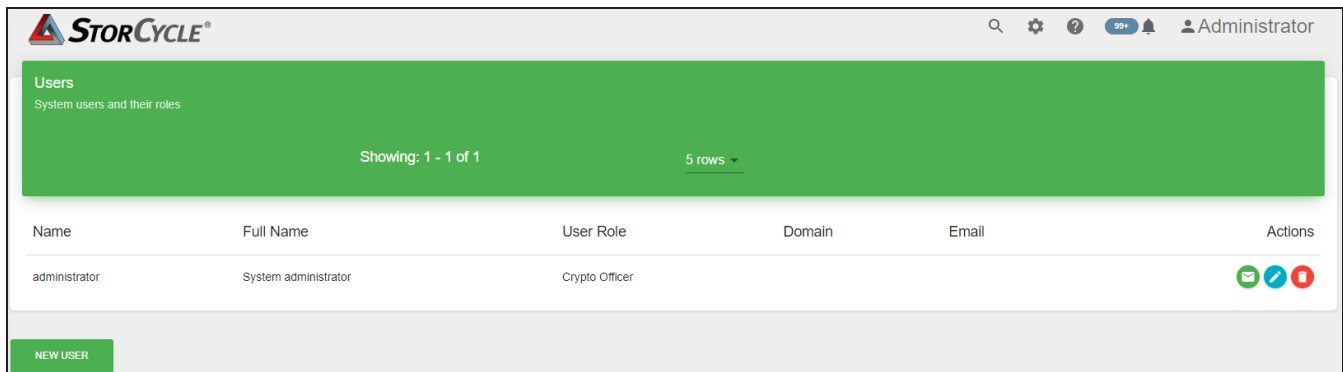 STORCYCLE®
99+
Administrator
Users
System users and their roles
Showing: 1 - 1 of 1
5 rows
Name Full Name User Role Domain Email Actions
administrator System administrator Crypto Officer
NEW USER